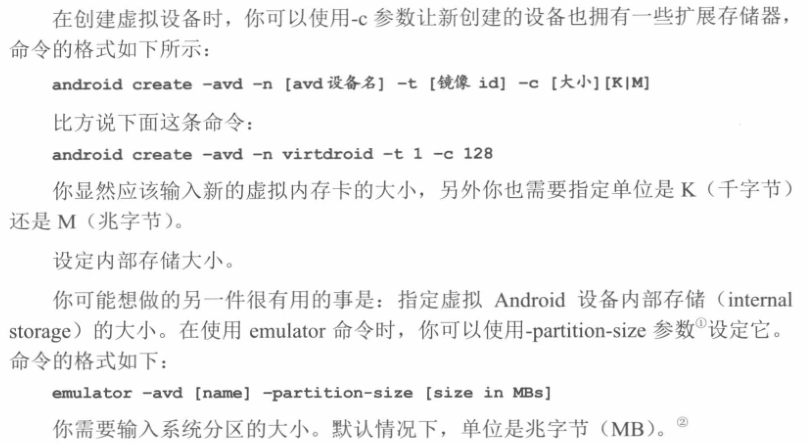 在创建虚拟设备时，你可以使用-c 参数让新创建的设备也拥有一些扩展存储器，
命令的格式如下所示：
android create –avd –n [avd设备名] –t [镜像 id] –c [大小][K|M]
比方说下面这条命令：
android create –avd –n virtdroid –t 1 –c 128
你显然应该输入新的虚拟内存卡的大小，另外你也需要指定单位是 K（千字节）
还是 M（兆字节）。
设定内部存储大小。
你可能想做的另一件很有用的事是：指定虚拟 Android 设备内部存储（internal
storage）的大小。在使用 emulator 命令时，你可以使用-partition-size 参数①设定它。
命令的格式如下：
emulator –avd [name] –partition-size [size in MBs]
你需要输入系统分区的大小。默认情况下，单位是兆字节（MB）。②